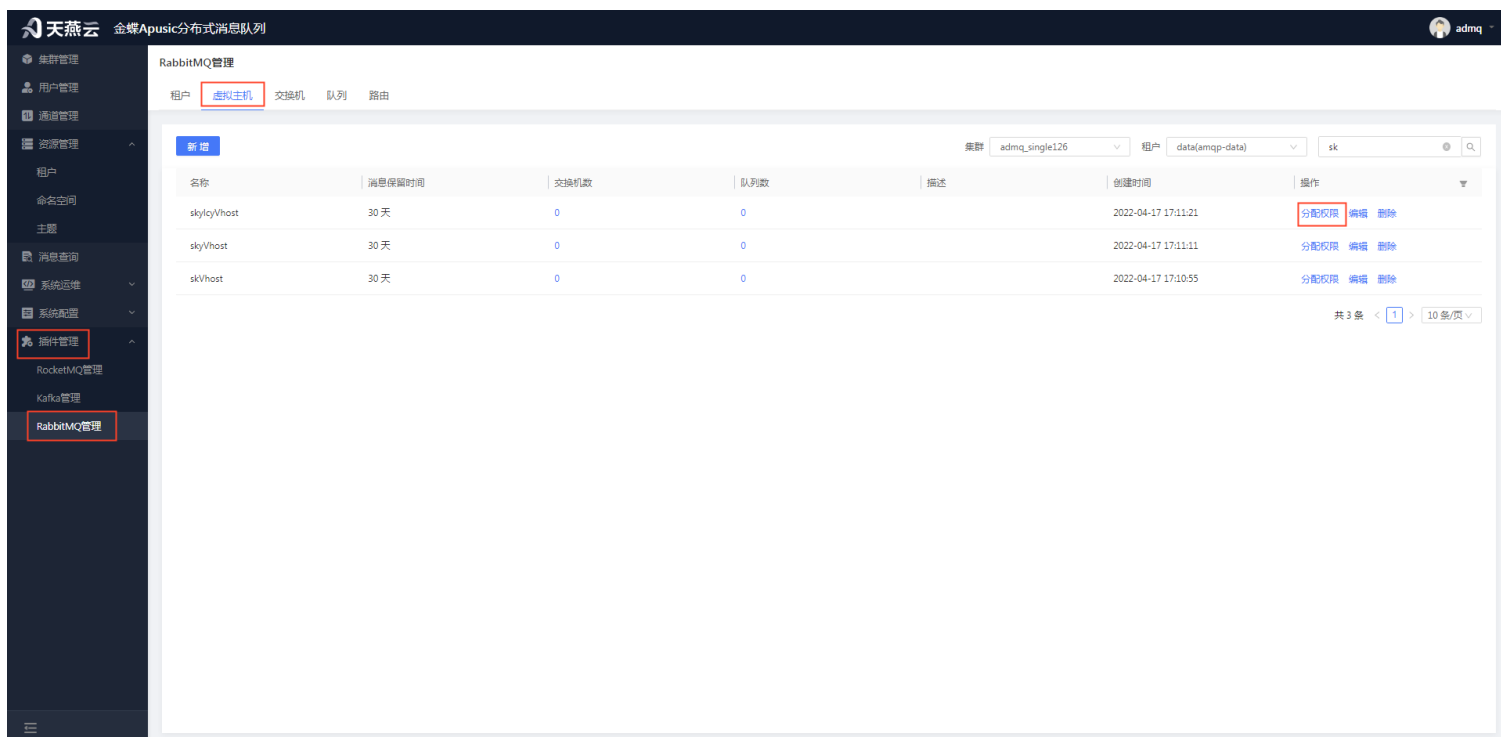 天燕云 金蝶Apusic分布式消息队列 admq
集群管理
用户管理
通道管理
资源管理
租户
命名空间
主题
消息查询
系统运维
系统配置
插件管理
RocketMQ管理
Kafka管理
RabbitMQ管理
RabbitMQ管理
租户 虚拟主机 交换机 队列 路由
新增 集群 admq_single126 租户 data(amqp-data) sk
名称 消息保留时间 交换机数 队列数 描述 创建时间 操作
skyIcyVhost 30 天 0 0 2022-04-17 17:11:21 分配权限 编辑 删除
skyVhost 30 天 0 0 2022-04-17 17:11:11 分配权限 编辑 删除
skVhost 30 天 0 0 2022-04-17 17:10:55 分配权限 编辑 删除
共 3 条 < 1 > 10 条/页